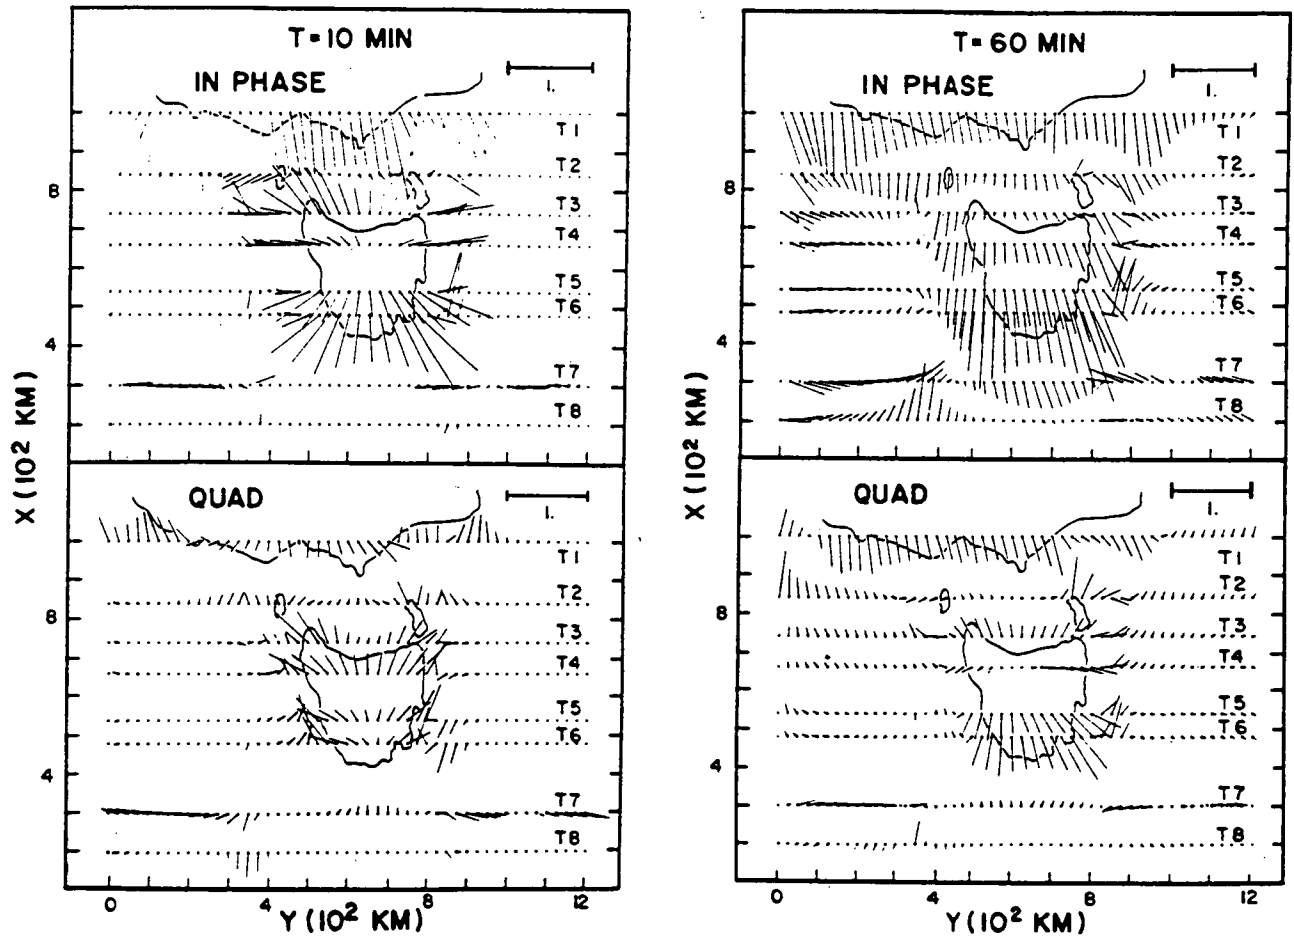 T = 10 MIN
IN PHASE
1.
T1
T2
8
T3
T4
T5
T6
4
T7
T8
QUAD
1.
T1
T2
8
T3
T4
T5
T6
4
T7
T8
0 4 8 12
X (10² KM)
Y (10² KM)
T = 60 MIN
IN PHASE
1.
T1
T2
8
T3
T4
T5
T6
4
T7
T8
QUAD
1.
T1
T2
8
T3
T4
T5
T6
4
T7
T8
0 4 8 12
X (10² KM)
Y (10² KM)